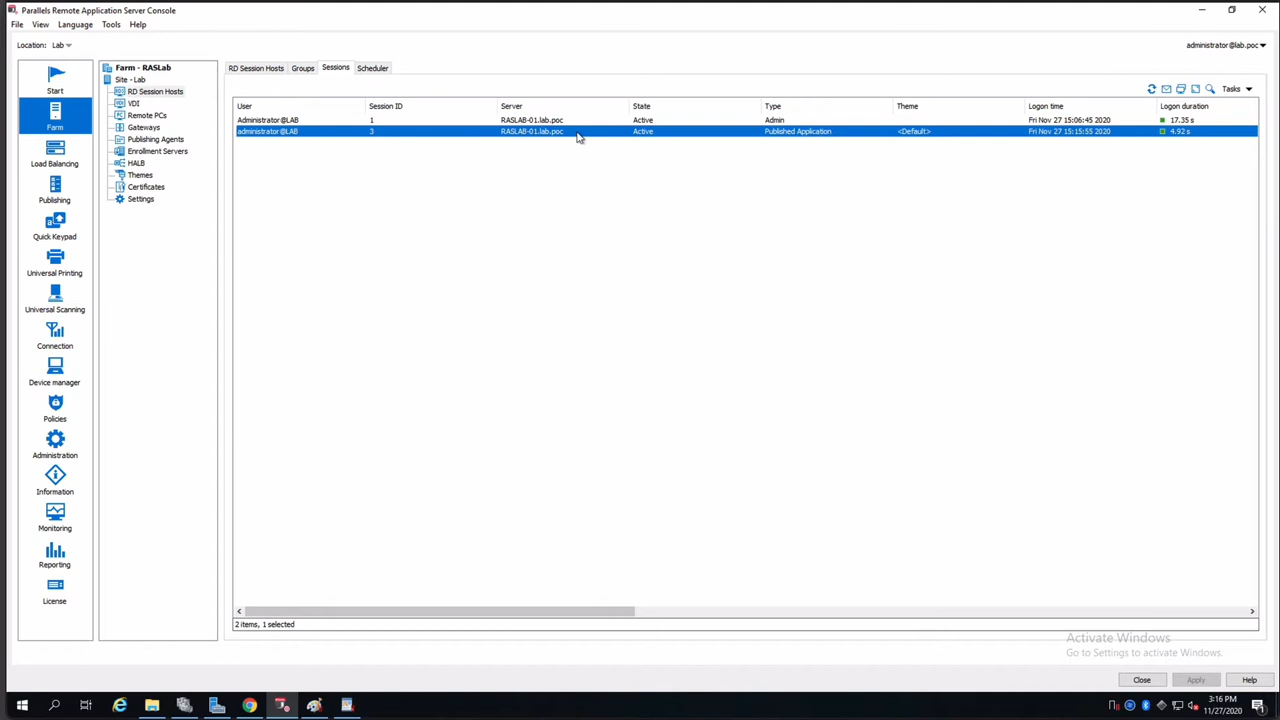 Parallels Remote Application Server Console
File View Language Tools Help
Location: Lab administrator@lab.poc
Start
Farm
Load Balancing
Publishing
Quick Keypad
Universal Printing
Universal Scanning
Connection
Device manager
Policies
Administration
Information
Monitoring
Reporting
License
Farm - RASLab
Site - Lab
RD Session Hosts
VDI
Remote PCs
Gateways
Publishing Agents
Enrollment Servers
HALB
Themes
Certificates
Settings
RD Session Hosts Groups Sessions Scheduler
Tasks
User Session ID Server State Type Theme Logon time Logon duration
Administrator@LAB 1 RASLAB-01.lab.poc Active Admin Fri Nov 27 15:06:45 2020 17.35 s
administrator@LAB 3 RASLAB-01.lab.poc Active Published Application <Default> Fri Nov 27 15:15:55 2020 4.92 s
2 items, 1 selected
Activate Windows
Go to Settings to activate Windows.
Close Apply Help
3:16 PM
11/27/2020